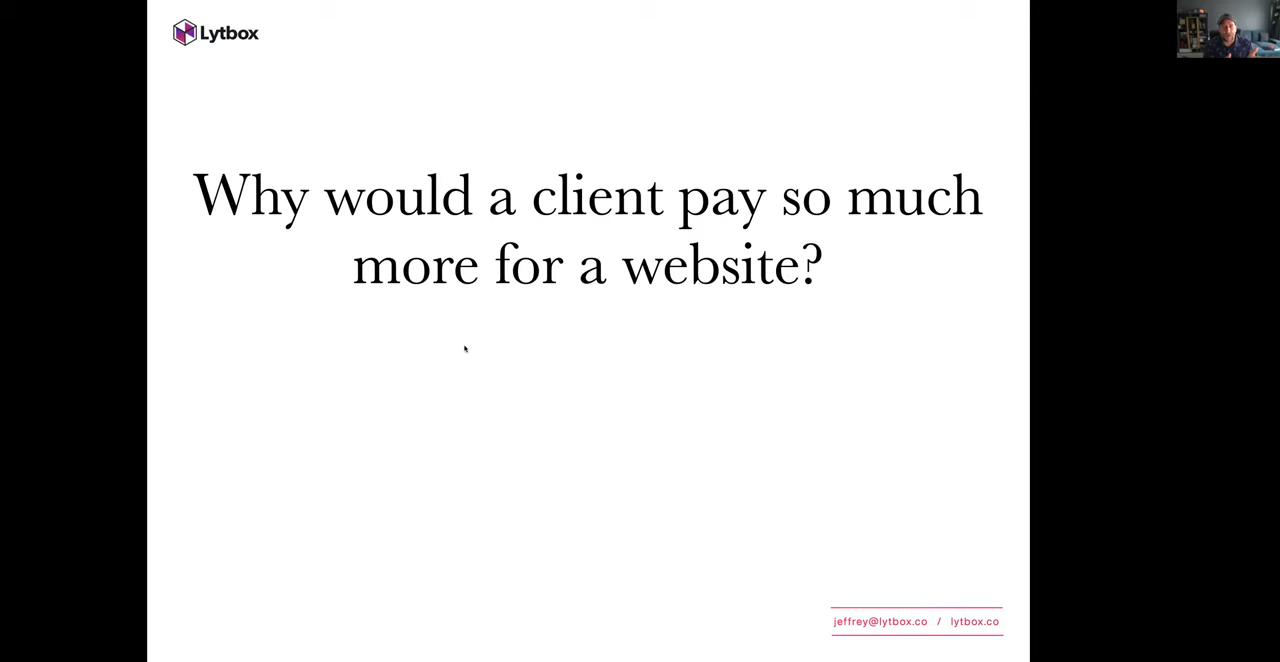 Lytbox
Why would a client pay so much
more for a website?
jeffrey@lytbox.co / lytbox.co